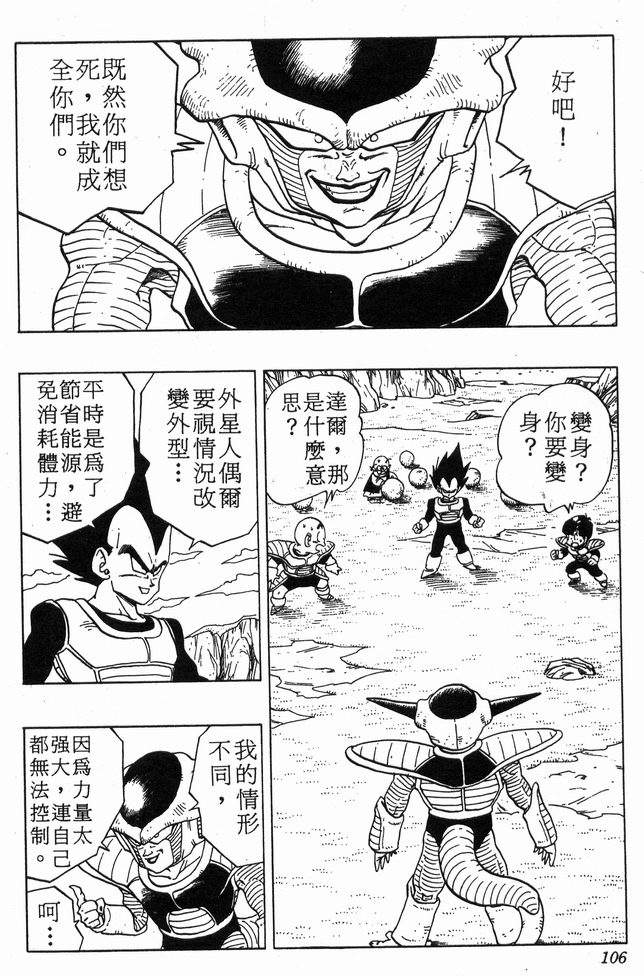 好吧！
既然你們想
死，我就成
全你們。
變身？
你要變
身？
達爾，那
是什麼意
思？
外星人偶爾
要視情況改
變外型…
平時是爲了
節省能源，避
免消耗體力…
我的情形
不同，
因爲力量太
强大，連自己
都無法控制。
呵…
106